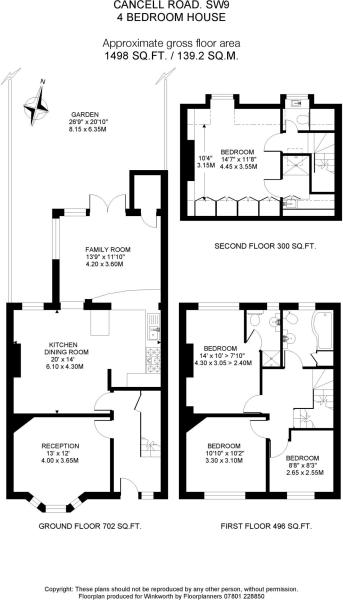 CANCELL ROAD. SW9
4 BEDROOM HOUSE
Approximate gross floor area
1498 SQ.FT. / 139.2 SQ.M.
N
GARDEN
26'9" x 20'10"
8.15 x 6.35M
BEDROOM
14'7" x 11'8"
4.45 x 3.55M
10'4"
3.15M
SECOND FLOOR 300 SQ.FT.
FAMILY ROOM
13'9" x 11'10"
4.20 x 3.60M
KITCHEN
DINING ROOM
20' x 14'
6.10 x 4.30M
RECEPTION
13' x 12'
4.00 x 3.65M
GROUND FLOOR 702 SQ.FT.
BEDROOM
14' x 10' > 7'10"
4.30 x 3.05 > 2.40M
BEDROOM
10'10" x 10'2"
3.30 x 3.10M
BEDROOM
8'8" x 8'3"
2.65 x 2.55M
FIRST FLOOR 496 SQ.FT.
Copyright: These plans should not be reproduced by any other person, without permission.
Floorplan produced for Winkworth by Floorplanners 07801 228850